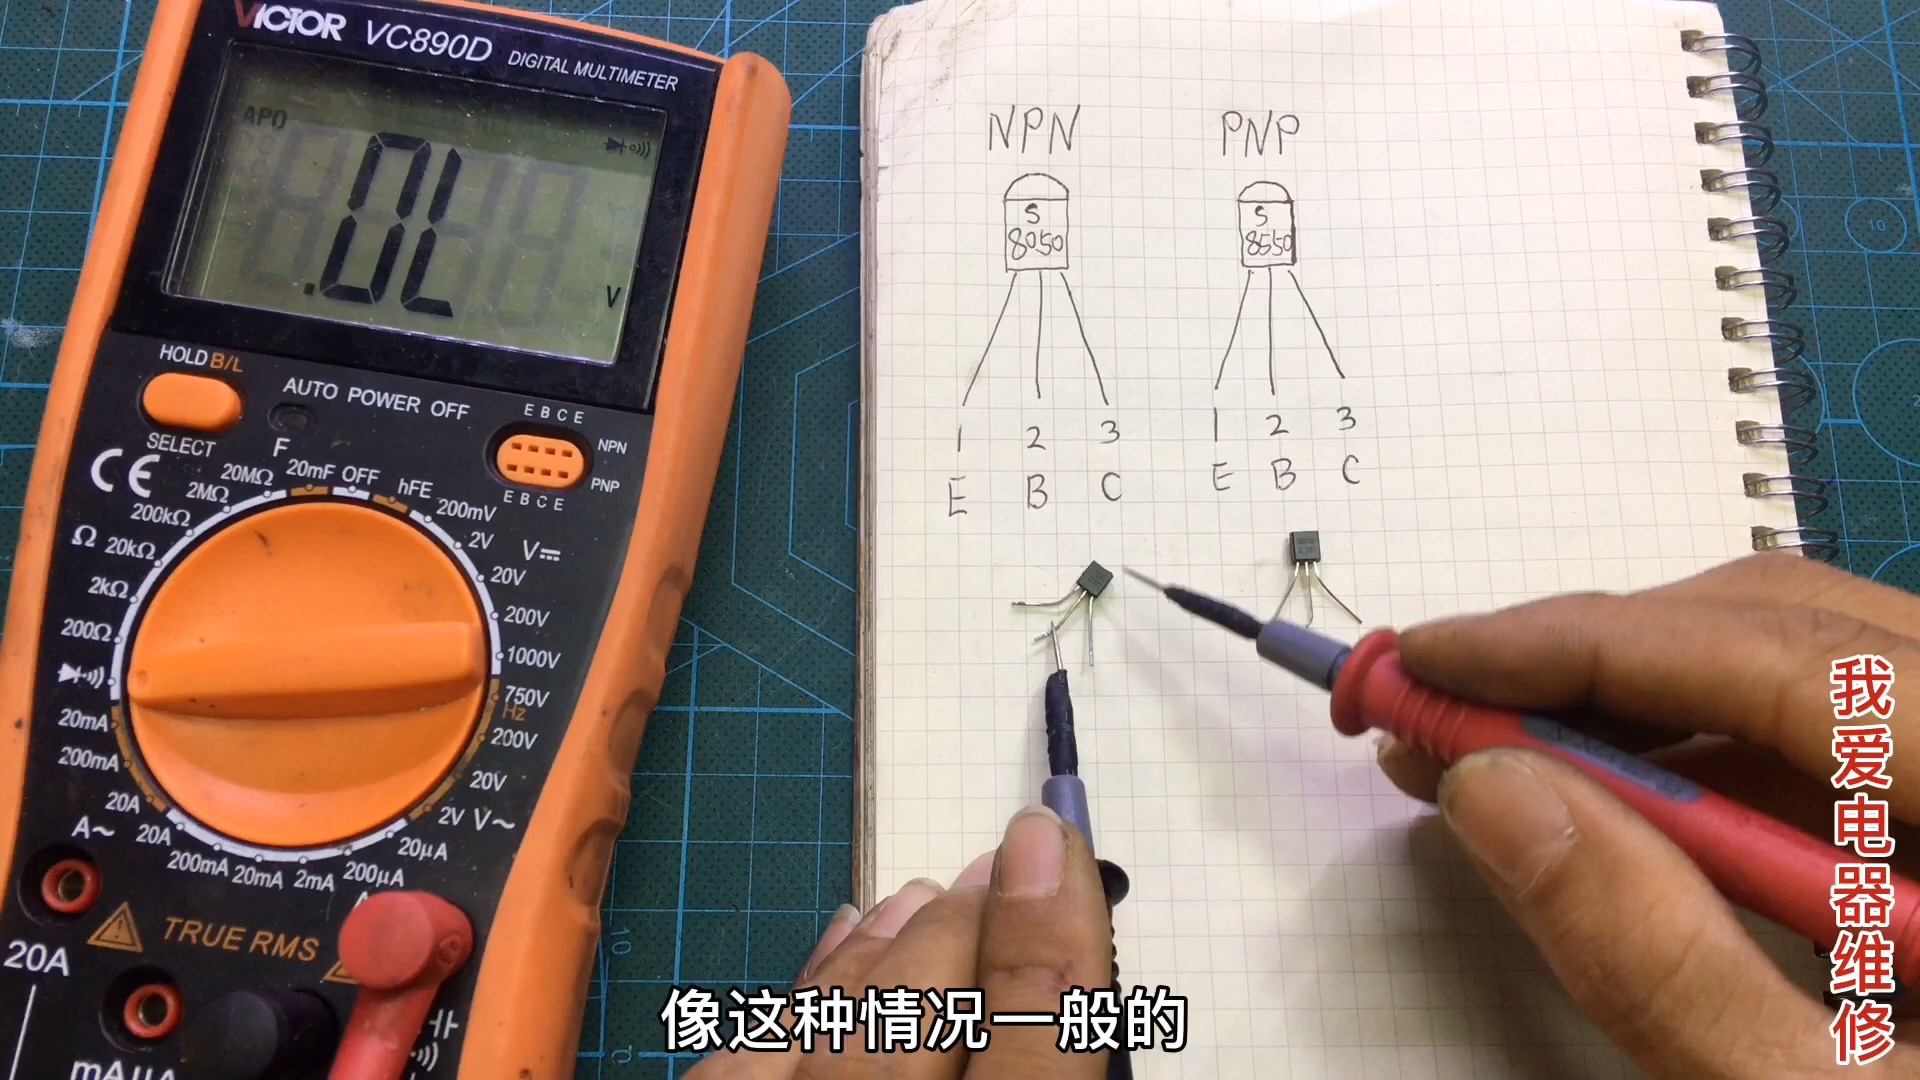 VICTOR VC890D DIGITAL MULTIMETER
APO
.OL
V
HOLD B/L
AUTO POWER OFF
SELECT
E B C E
NPN
PNP
E B C E
CE
F
20mF
OFF
hFE
200mV
2V
V⎓
20V
200V
1000V
750V
Hz
200V
20V
2V V~
20μA
200μA
2mA
20mA
200mA
20A
A~
20A
200mA
20mA
200Ω
2kΩ
20kΩ
Ω
200kΩ
2MΩ
20MΩ
TRUE RMS
20A
mAμA
NPN
S
8050
1 2 3
E B C
PNP
S
8550
1 2 3
E B C
我爱电器维修
像这种情况一般的